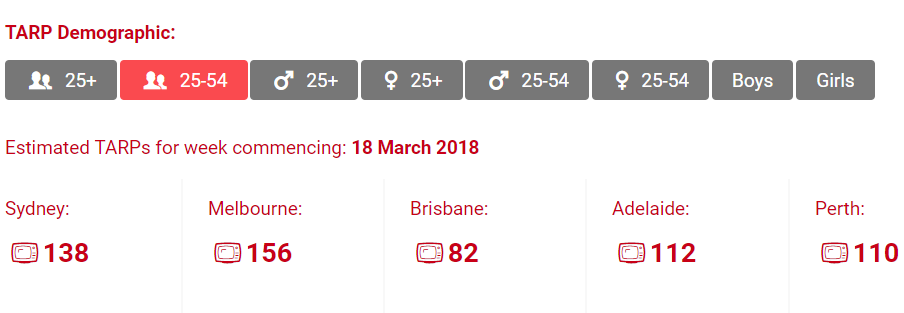 TARP Demographic:
25+ 25-54 25+ 25+ 25-54 25-54 Boys Girls
Estimated TARPs for week commencing: 18 March 2018
Sydney: Melbourne: Brisbane: Adelaide: Perth:
138 156 82 112 110